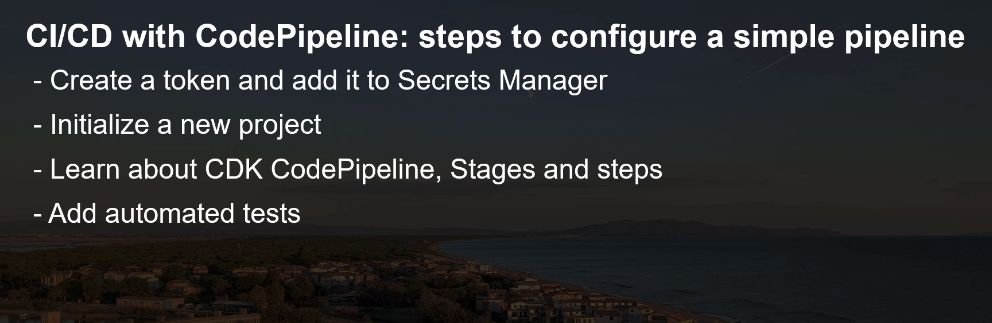 CI/CD with CodePipeline: steps to configure a simple pipeline
- Create a token and add it to Secrets Manager
- Initialize a new project
- Learn about CDK CodePipeline, Stages and steps
- Add automated tests